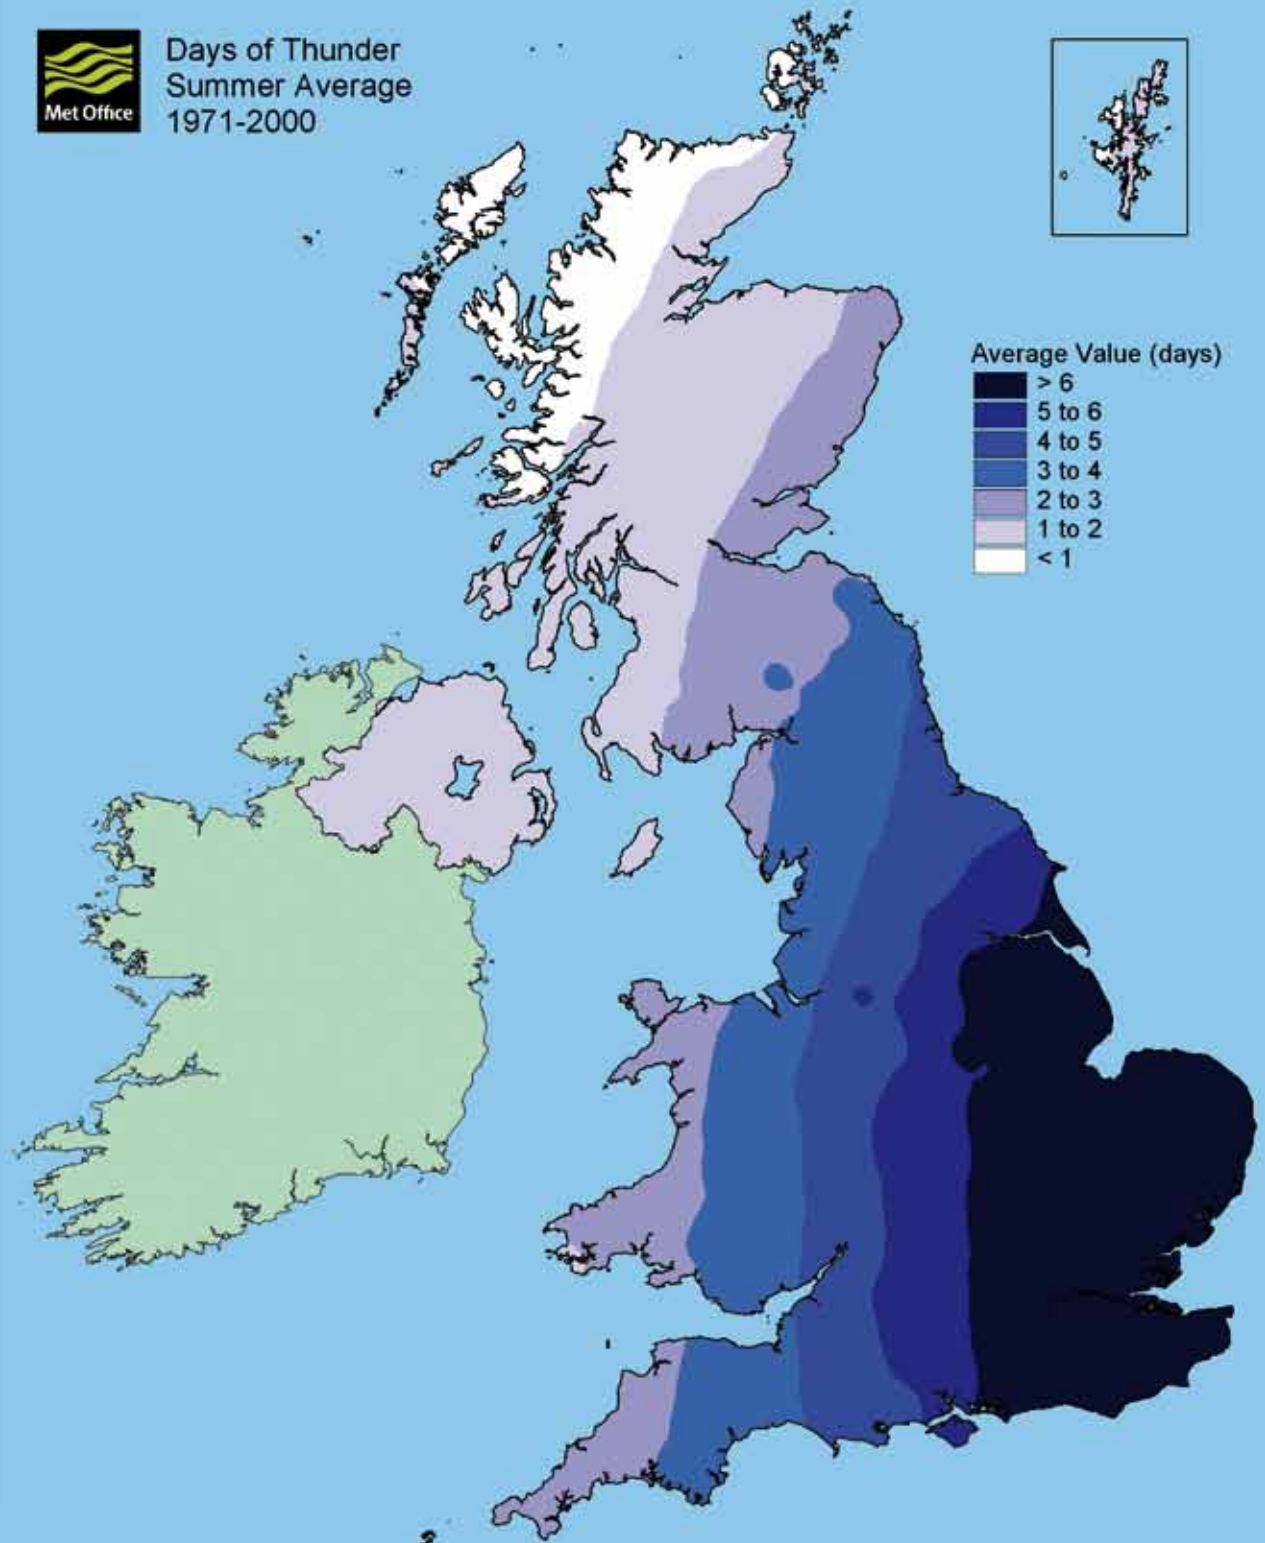 Met Office
Days of Thunder
Summer Average
1971-2000
Average Value (days)
> 6
5 to 6
4 to 5
3 to 4
2 to 3
1 to 2
< 1